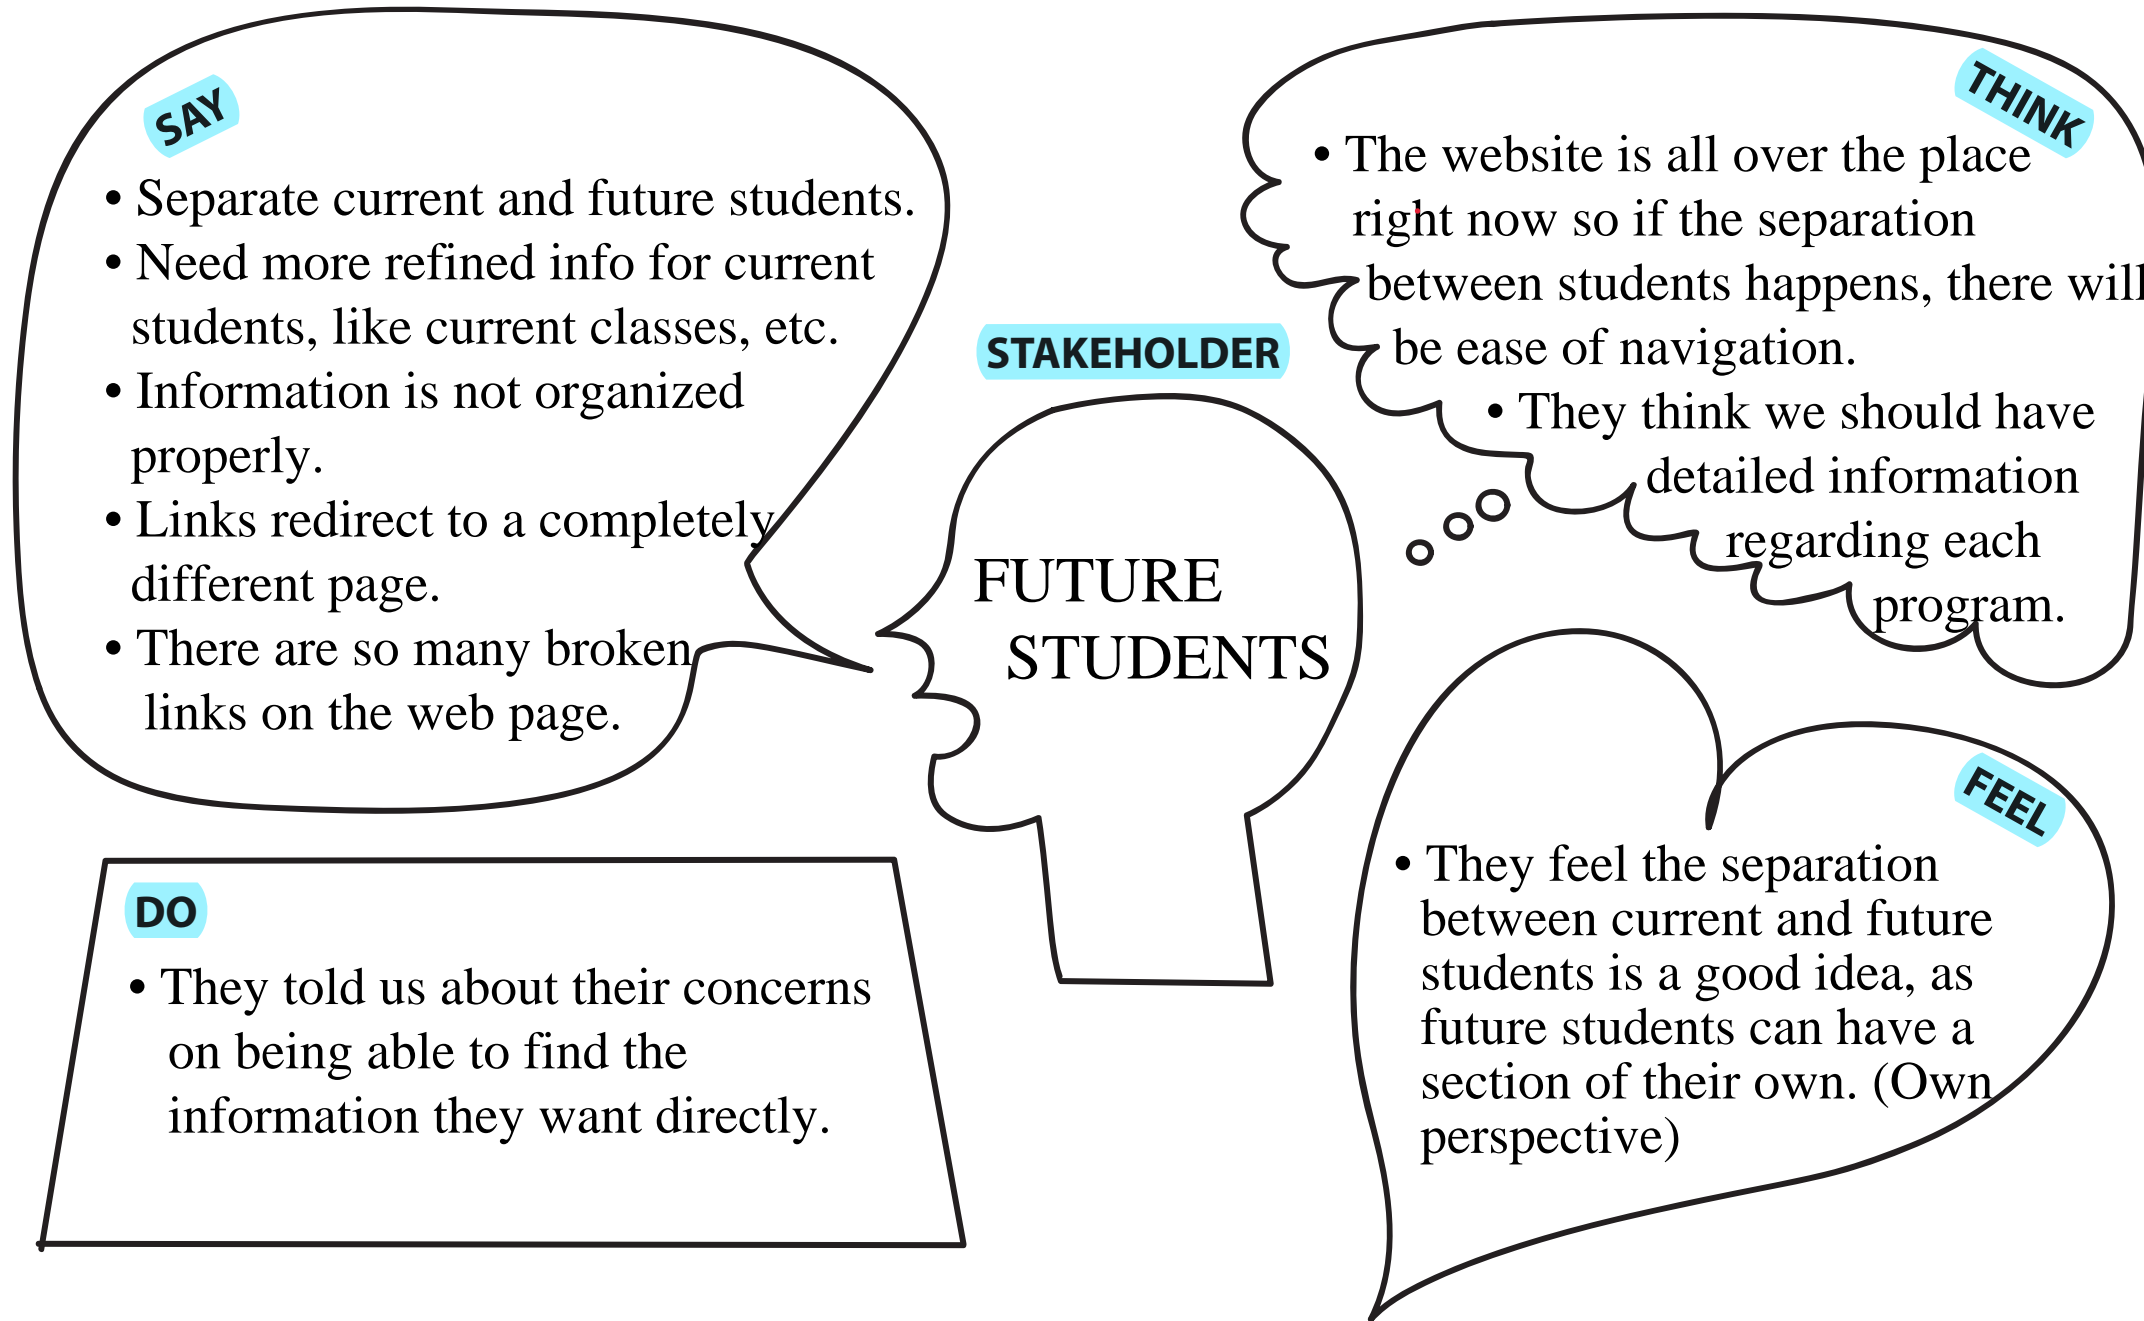 SAY
• Separate current and future students.
• Need more refined info for current
students, like current classes, etc.
• Information is not organized
properly.
• Links redirect to a completely
different page.
• There are so many broken
links on the web page.
THINK
• The website is all over the place
right now so if the separation
between students happens, there will
be ease of navigation.
• They think we should have
detailed information
regarding each
program.
STAKEHOLDER
FUTURE
STUDENTS
DO
• They told us about their concerns
on being able to find the
information they want directly.
FEEL
• They feel the separation
between current and future
students is a good idea, as
future students can have a
section of their own. (Own
perspective)